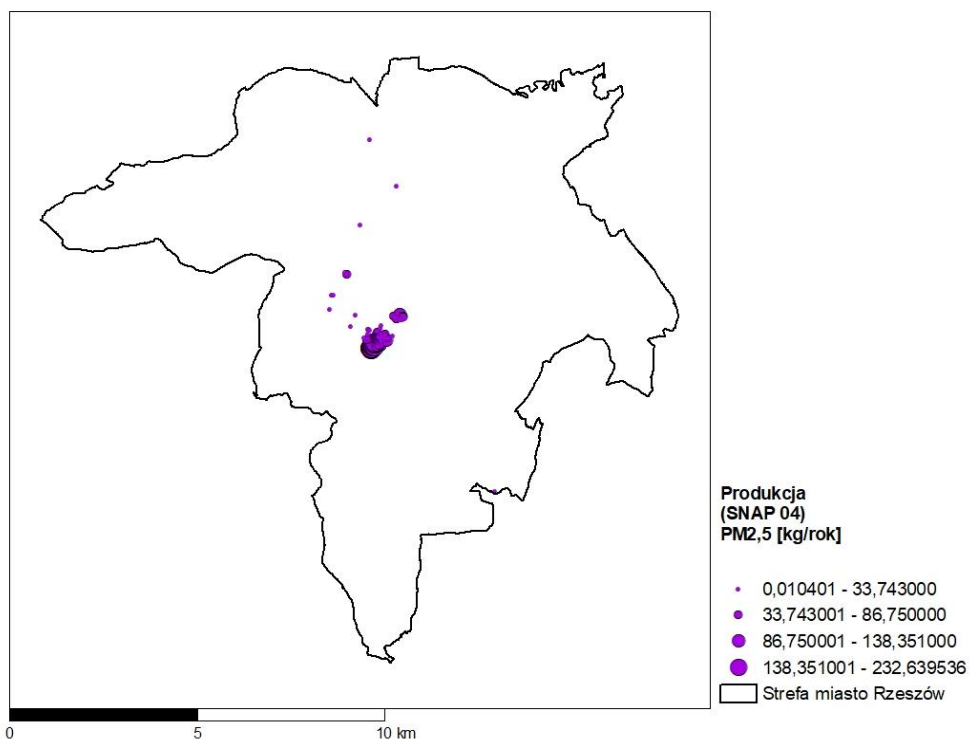 Produkcja
(SNAP 04)
PM2,5 [kg/rok]
0,010401 - 33,743000
33,743001 - 86,750000
86,750001 - 138,351000
138,351001 - 232,639536
Strefa miasto Rzeszów
0 5 10 km